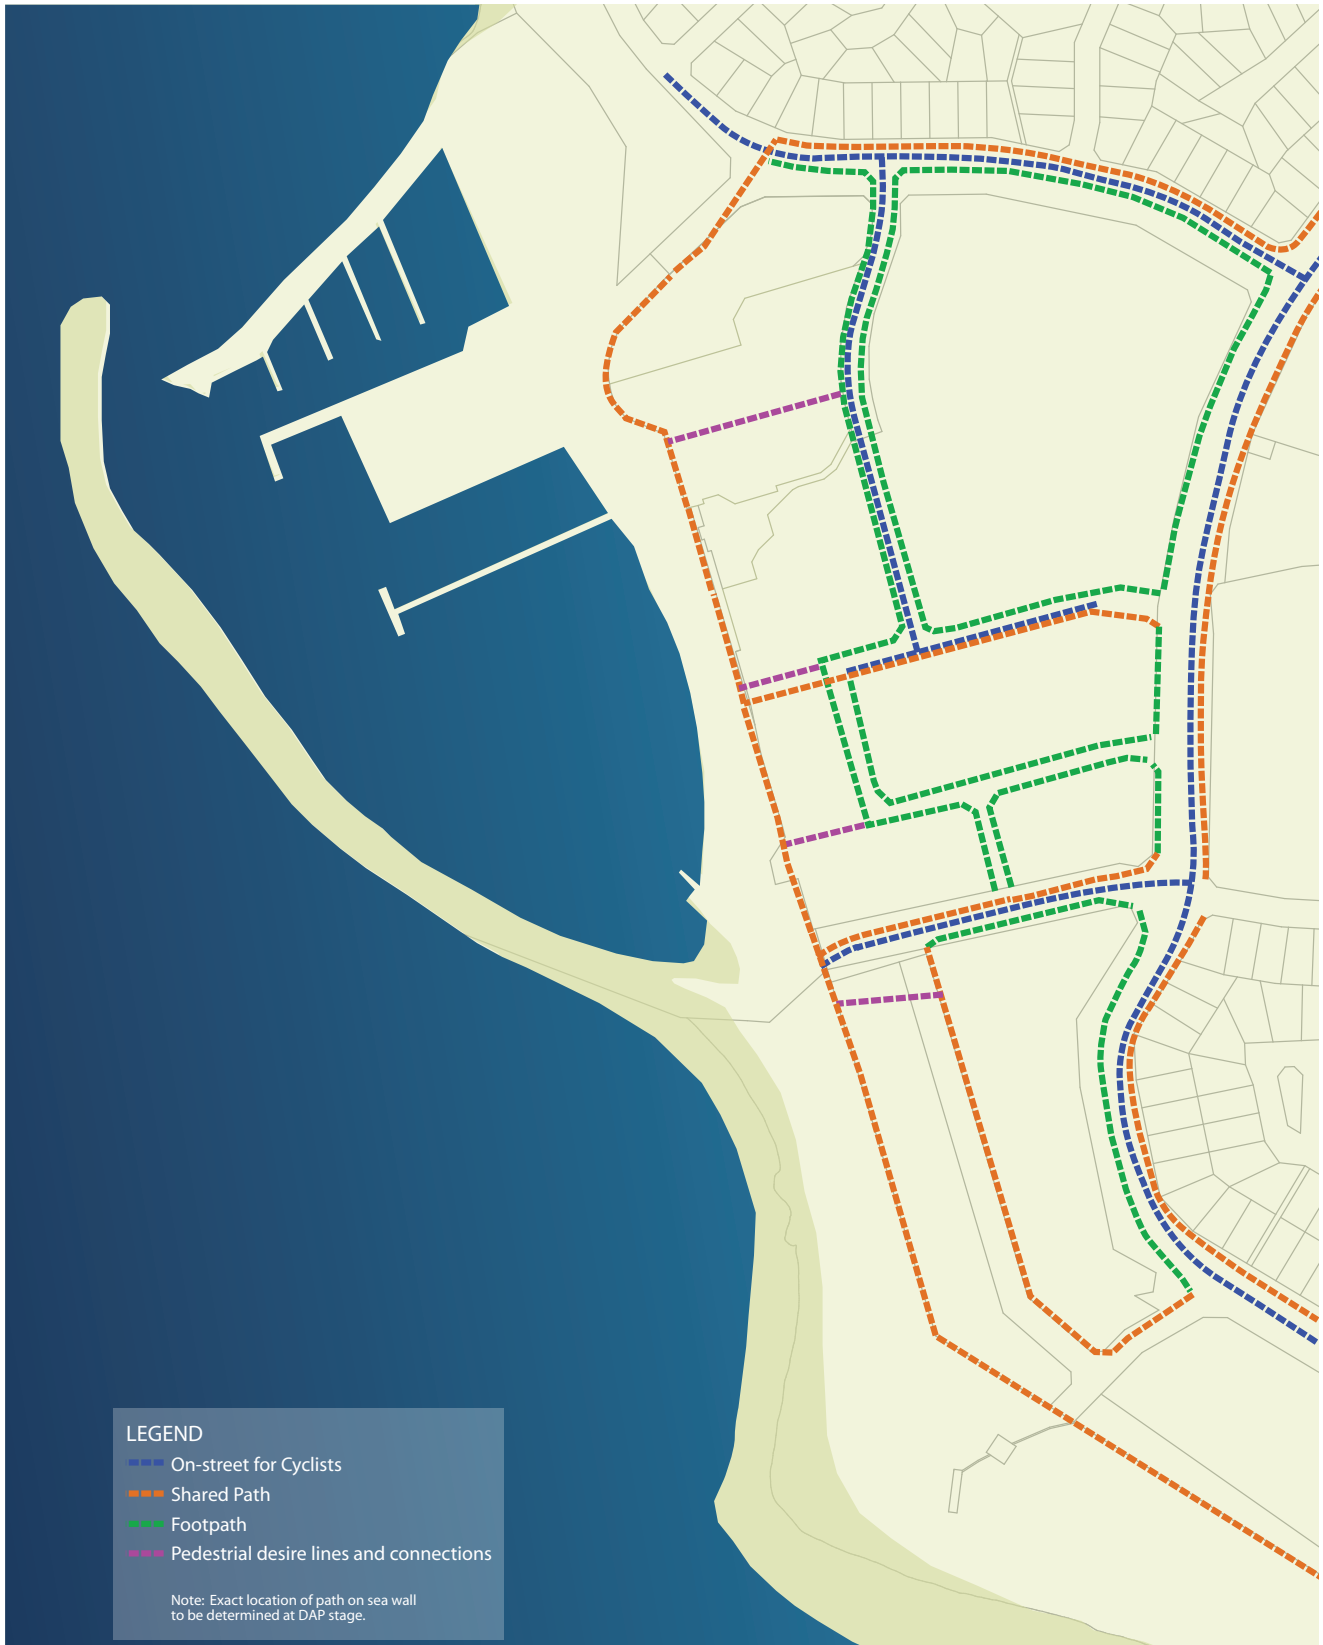 LEGEND
On-street for Cyclists
Shared Path
Footpath
Pedestrial desire lines and connections
Note: Exact location of path on sea wall
to be determined at DAP stage.